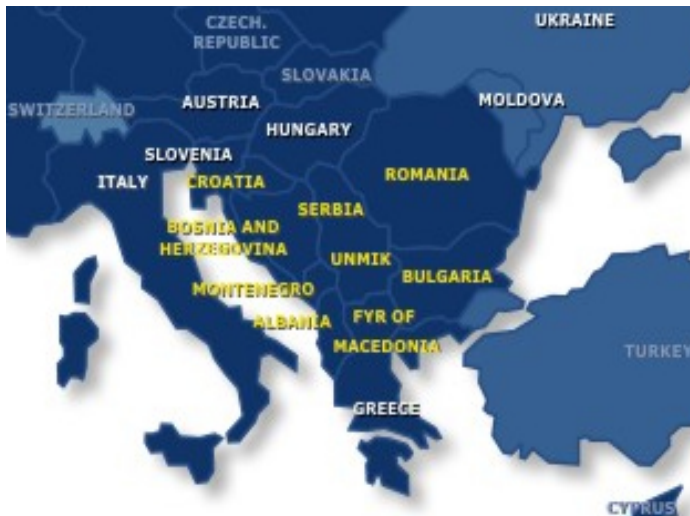 UKRAINE
CZECH.
REPUBLIC
SLOVAKIA
SWITZERLAND
AUSTRIA
MOLDOVA
HUNGARY
SLOVENIA
ITALY
CROATIA
ROMANIA
SERBIA
BOSNIA AND
HERZEGOVINA
UNMIK
BULGARIA
MONTENEGRO
ALBANIA
FYR OF
MACEDONIA
TURKEY
GREECE
CYPRUS